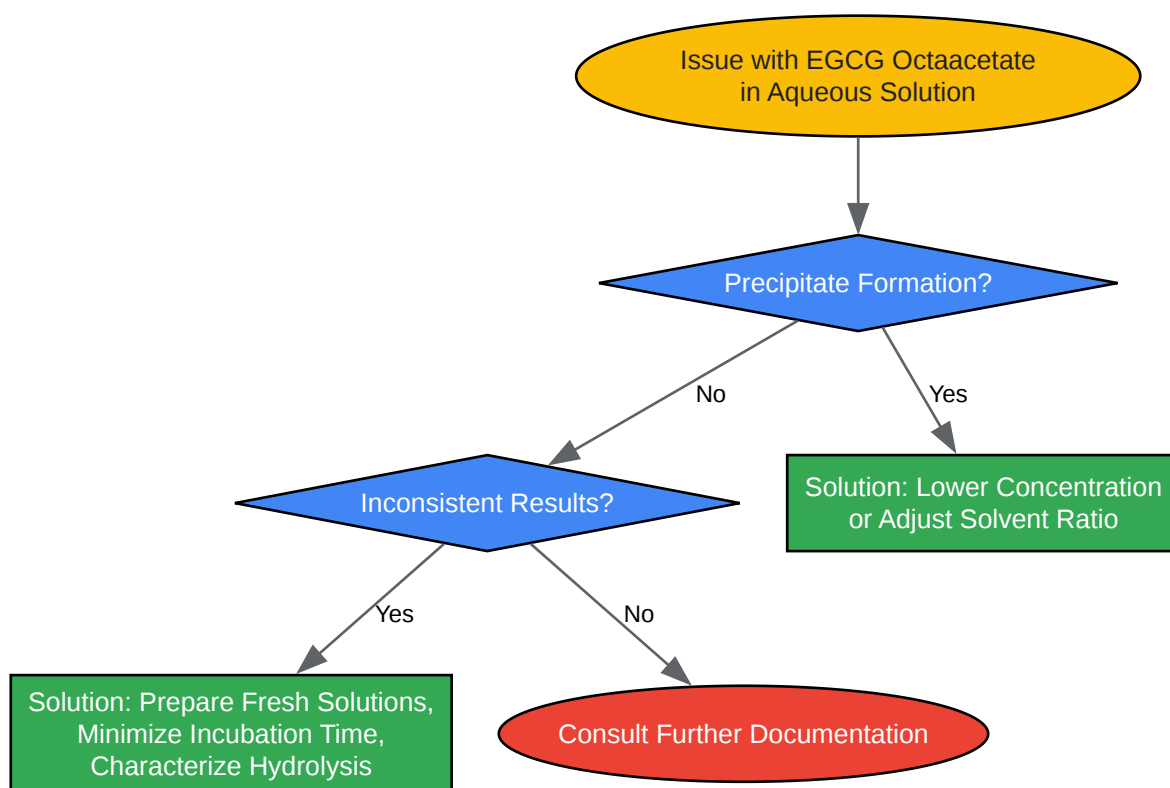 Issue with EGCG Octaacetate
in Aqueous Solution
Precipitate Formation?
No
Yes
Inconsistent Results?
Solution: Lower Concentration
or Adjust Solvent Ratio
Yes
No
Solution: Prepare Fresh Solutions,
Minimize Incubation Time,
Characterize Hydrolysis
Consult Further Documentation